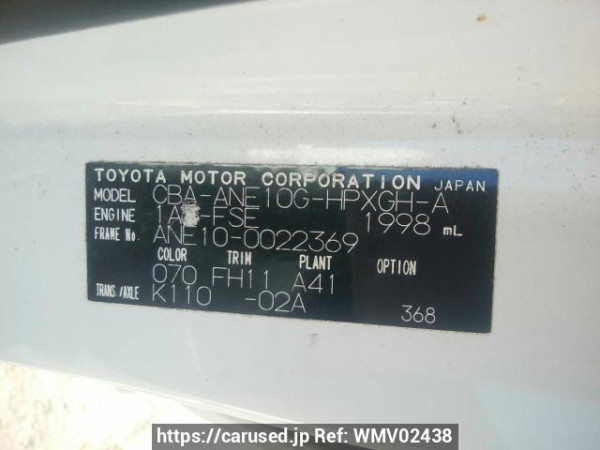 TOYOTA MOTOR CORPORATION JAPAN
MODEL CBA-ANE10G-HPXGH-A
ENGINE -FSE 1998 mL
FRAME No. ANE10-0022369
COLOR TRIM PLANT OPTION
070 FH11 A41
TRANS/AXLE K110 -02A 368
https://carused.jp Ref: WMV02438